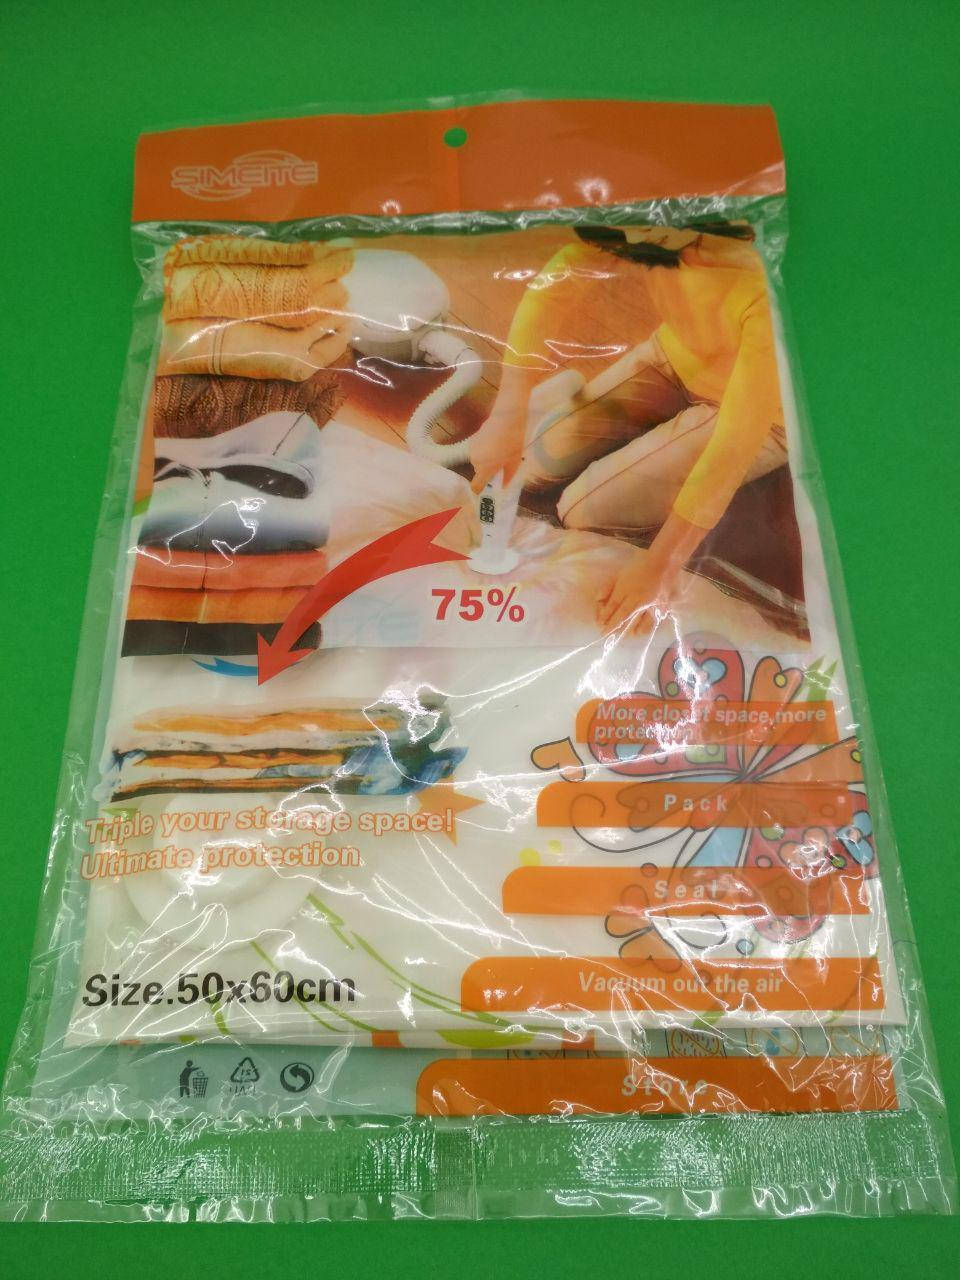 SIMEITE
75%
More closet space,more
protection
Pack
Triple your storage space!
Ultimate protection
Seal
Vacuum out the air
Size.50x60cm
Store